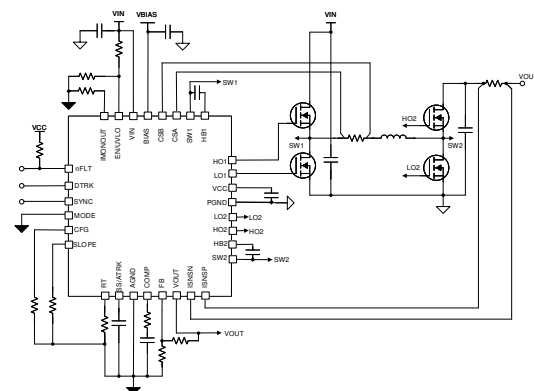 VIN
VBIAS
VIN
VOU
SW1
VCC
IMONOUT
EN/UVLO
VIN
BIAS
CSB
CSA
SW1
HB1
HO2
SW1
SW2
LO2
nFLT
DTRK
SYNC
MODE
CFG
SLOPE
HO1
LO1
VCC
PGND
LO2
LO2
HO2
HO2
HB2
SW2
SW2
RT
SS/ATRK
AGND
COMP
FB
VOUT
ISNSN
ISNSP
VOUT